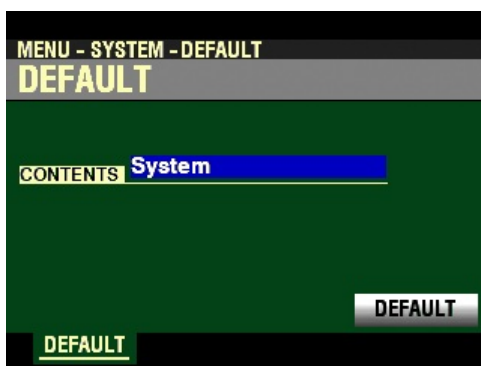 MENU - SYSTEM - DEFAULT
DEFAULT
CONTENTS System
DEFAULT
DEFAULT